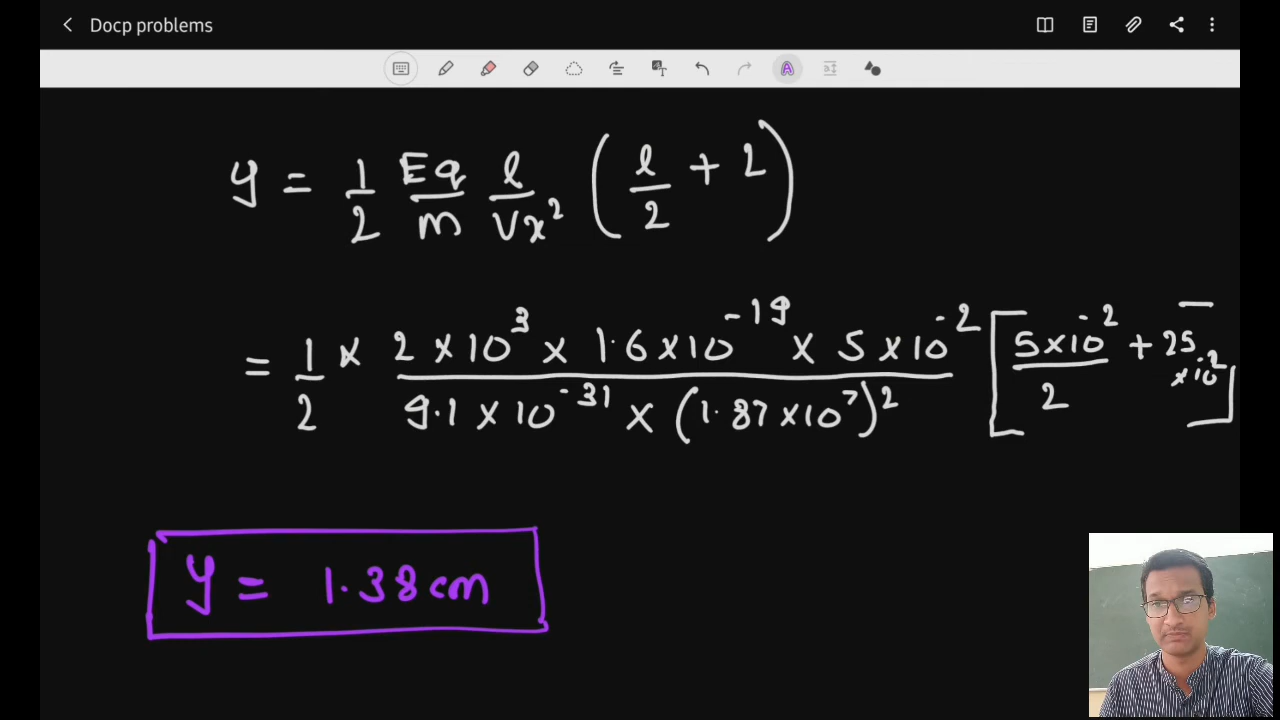 Docp problems
y = 1/2 Eq/m l/Vx² (l/2 + L)
= 1/2 × 2×10³ × 1.6×10⁻¹⁹ × 5×10⁻² / 9.1×10⁻³¹ × (1.87×10⁷)² [5×10⁻²/2 + 25×10⁻²]
y = 1.38 cm